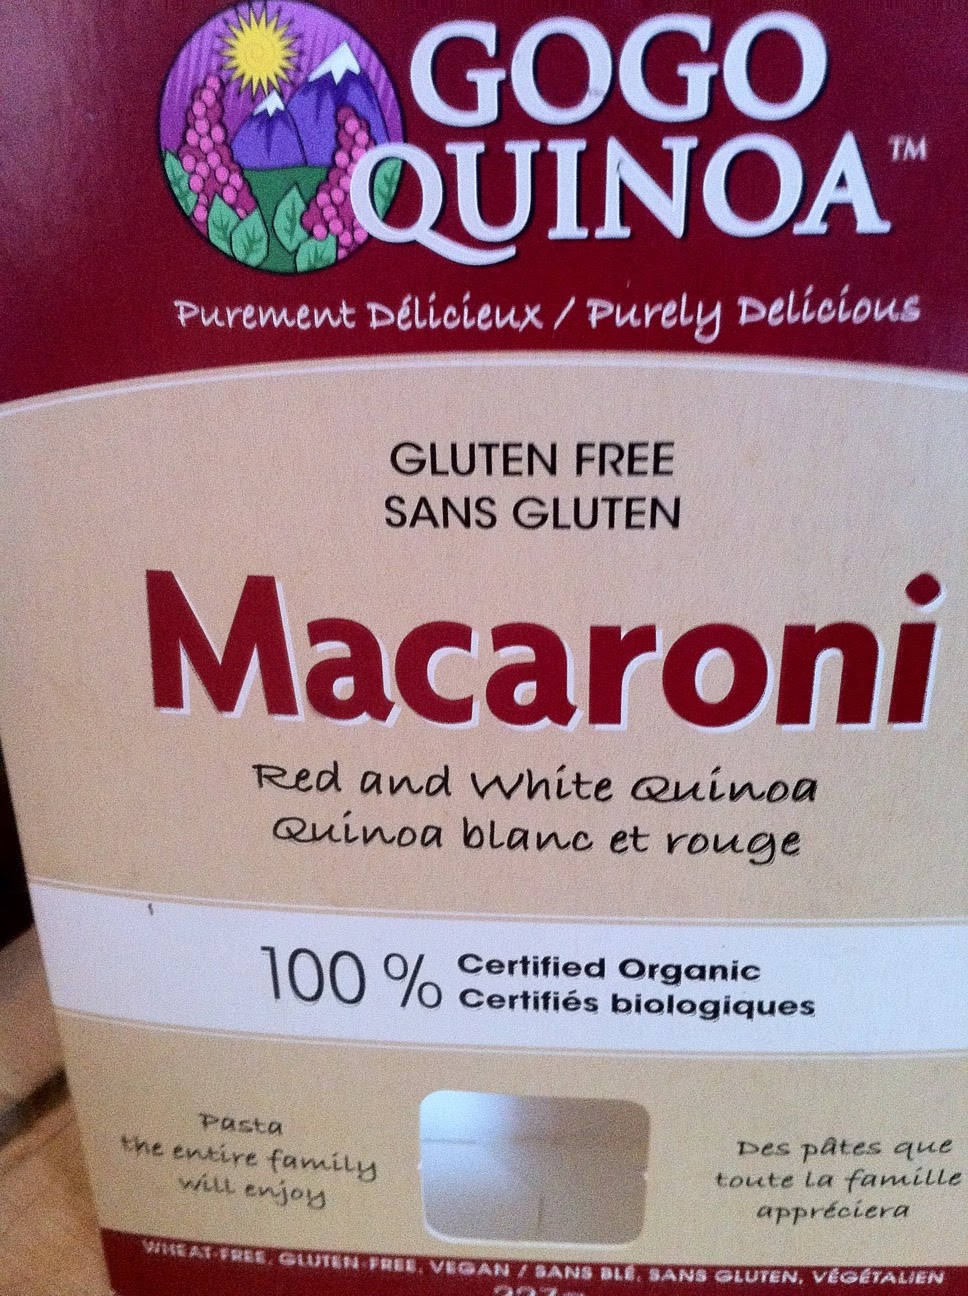 GOGO
QUINOA™
Purement Délicieux / Purely Delicious
GLUTEN FREE
SANS GLUTEN
Macaroni
Red and White Quinoa
Quinoa blanc et rouge
100 % Certified Organic
Certifiés biologiques
Pasta
the entire family
will enjoy
Des pâtes que
toute la famille
appréciera
WHEAT-FREE, GLUTEN-FREE, VEGAN / SANS BLÉ, SANS GLUTEN, VÉGÉTALIEN